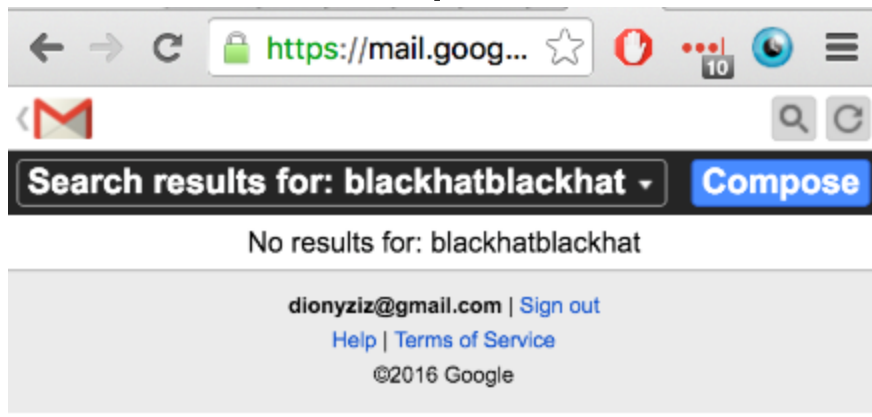 https://mail.goog...
10
Search results for: blackhatblackhat
Compose
No results for: blackhatblackhat
dionyziz@gmail.com | Sign out
Help | Terms of Service
©2016 Google